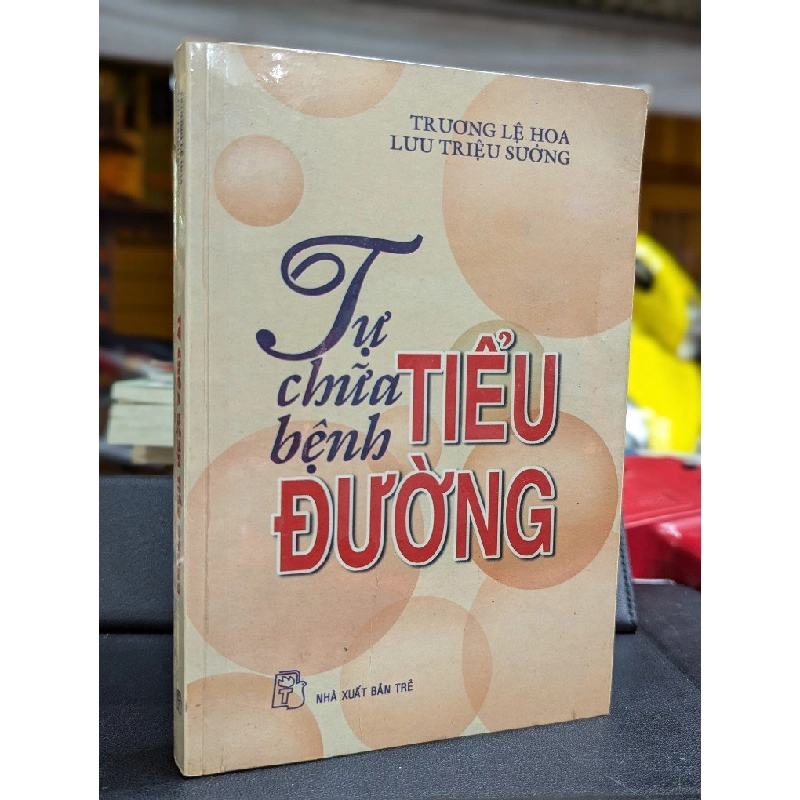 TRƯƠNG LỆ HOA
LƯU TRIỆU SƯỚNG
Tự
chữa
bệnh
TIỂU
ĐƯỜNG
NHÀ XUẤT BẢN TRẺ